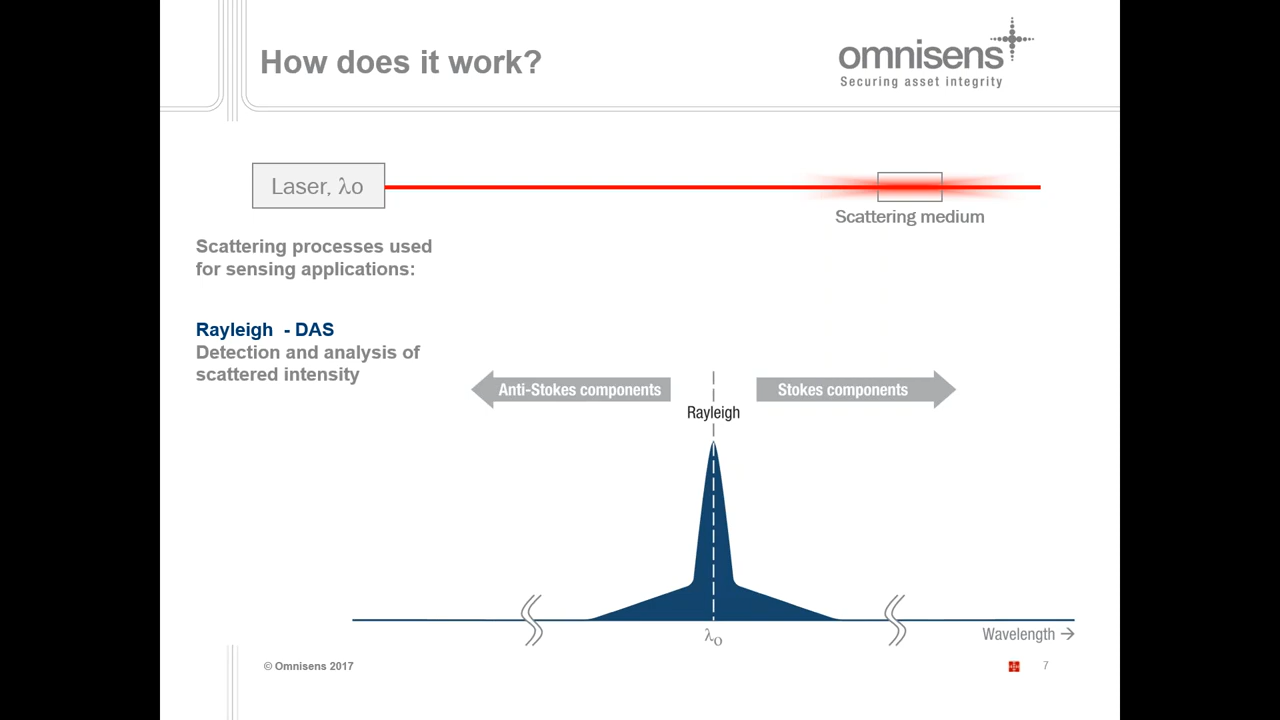 How does it work?
omnisens
Securing asset integrity
Laser, λo
Scattering medium
Scattering processes used
for sensing applications:
Rayleigh - DAS
Detection and analysis of
scattered intensity
Anti-Stokes components
Stokes components
Rayleigh
λo
Wavelength →
© Omnisens 2017
7